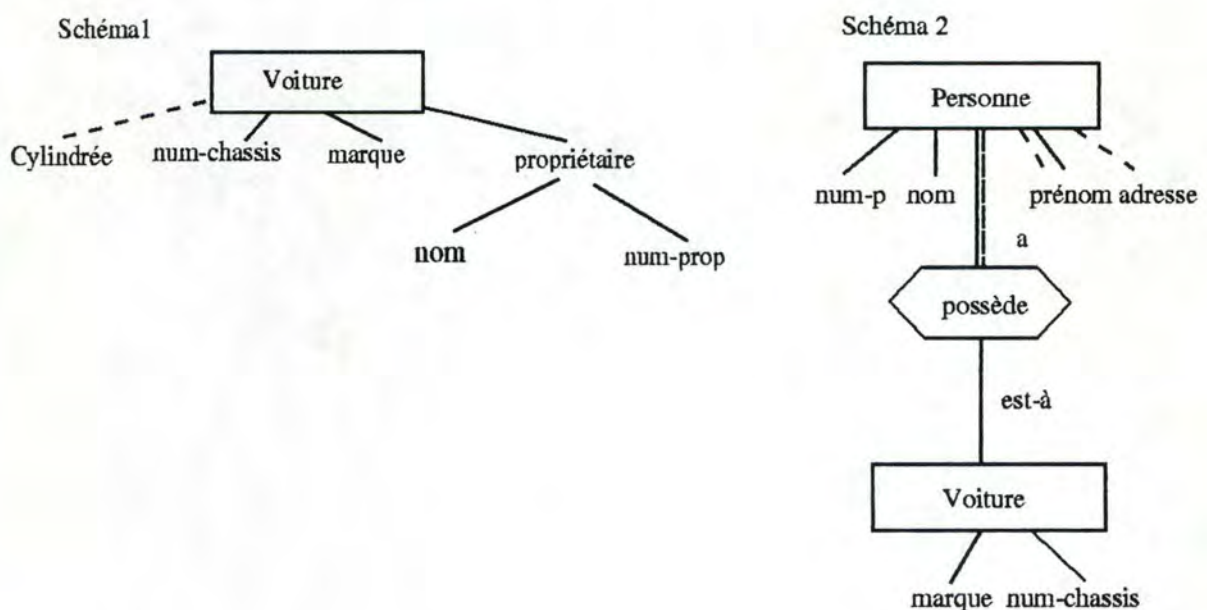 Schéma1
Voiture
Cylindrée num-chassis marque propriétaire
nom num-prop
Schéma 2
Personne
num-p nom prénom adresse
a
possède
est-à
Voiture
marque num-chassis